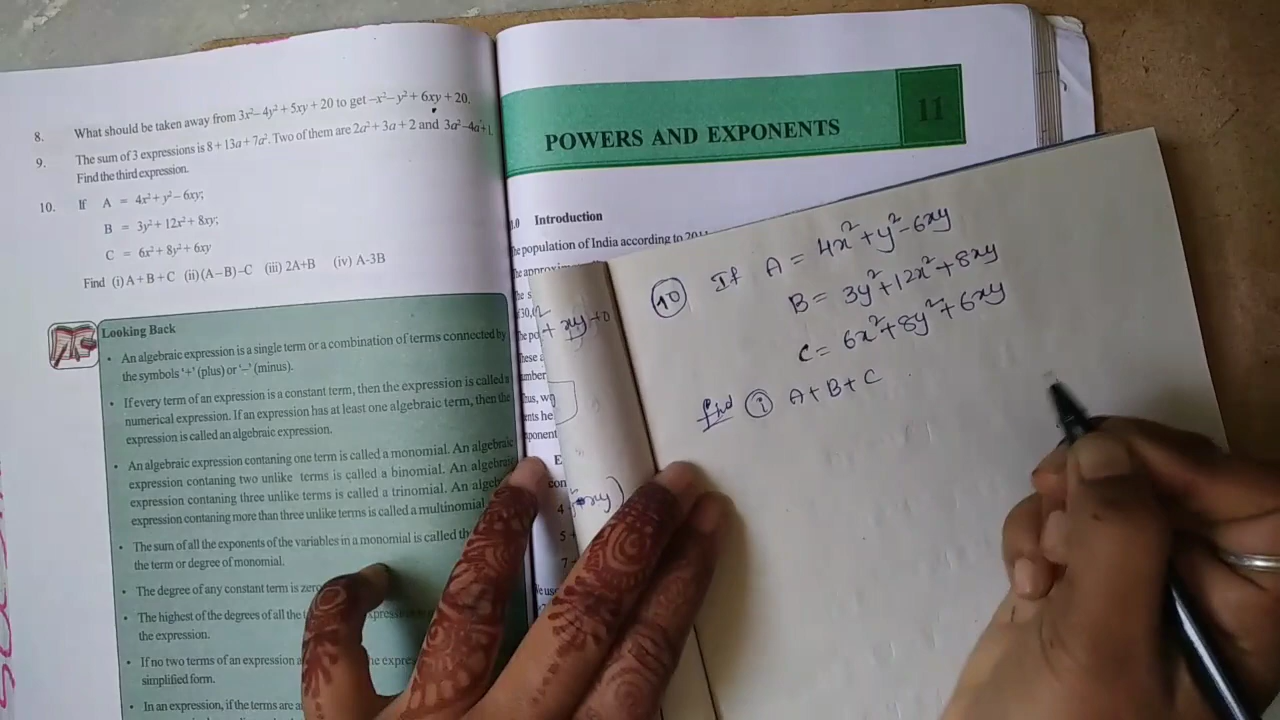 8. What should be taken away from 3x² – 4y² + 5xy + 20 to get –x² – y² + 6xy + 20.
9. The sum of 3 expressions is 8 + 13a + 7a². Two of them are 2a² + 3a + 2 and 3a² – 4a + 1.
Find the third expression.
10. If A = 4x² + y² – 6xy;
B = 3y² + 12x² + 8xy;
C = 6x² + 8y² + 6xy
Find (i) A + B + C (ii) (A – B) – C (iii) 2A + B (iv) A - 3B
Looking Back
• An algebraic expression is a single term or a combination of terms connected by
the symbols '+' (plus) or '–' (minus).
• If every term of an expression is a constant term, then the expression is called a
numerical expression. If an expression has at least one algebraic term, then the
expression is called an algebraic expression.
• An algebraic expression contaning one term is called a monomial. An algebraic
expression contaning two unlike terms is called a binomial. An algebraic
expression contaning three unlike terms is called a trinomial. An
expression contaning more than three unlike terms is called a multinomial
• The sum of all the exponents of the variables in a monomial is called
the term or degree of monomial.
• The degree of any constant term is zero
• The highest of the degrees of all the
the expression.
• If no two terms of an expression
simplified form.
• In an expression, if the terms are
POWERS AND EXPONENTS
11
Introduction
population of India according to
+ xy + 0
10 If A = 4x² + y² - 6xy
B = 3y² + 12x² + 8xy
C = 6x² + 8y² + 6xy
Find i A + B + C